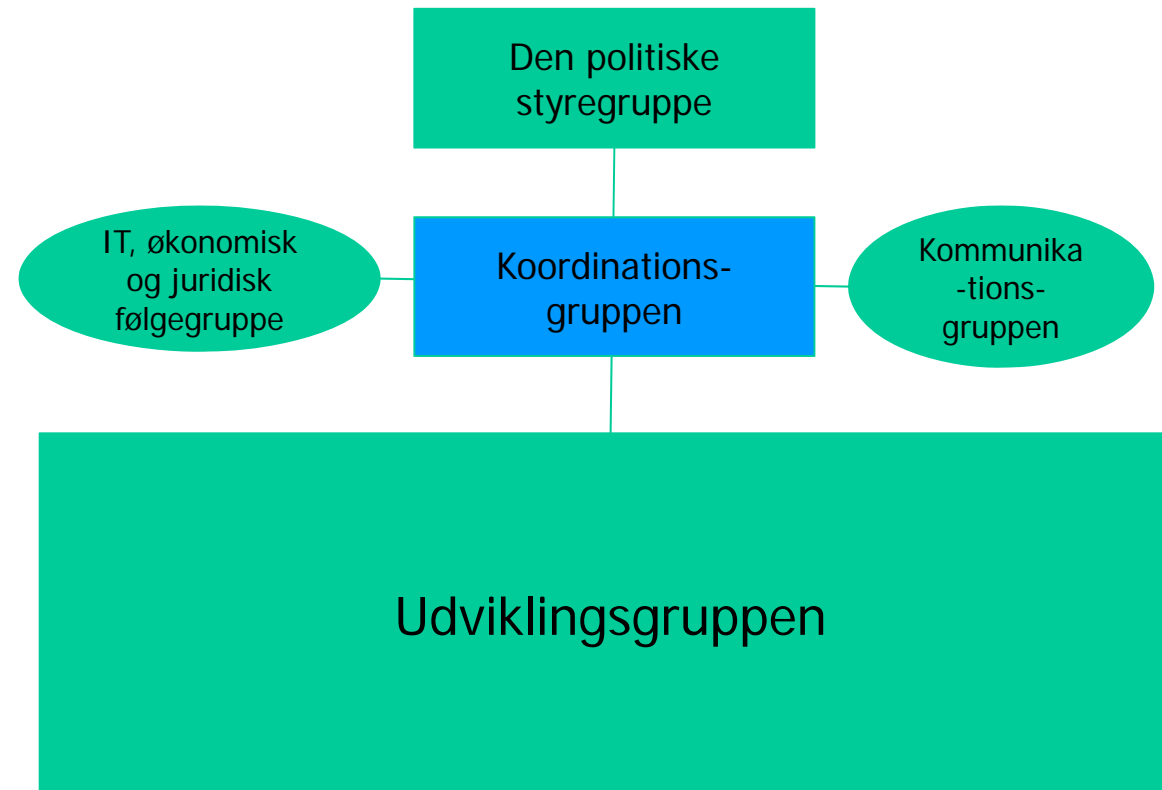 Den politiske
styregruppe
IT, økonomisk
og juridisk
følgegruppe
Koordinations-
gruppen
Kommunika
-tions-
gruppen
Udviklingsgruppen